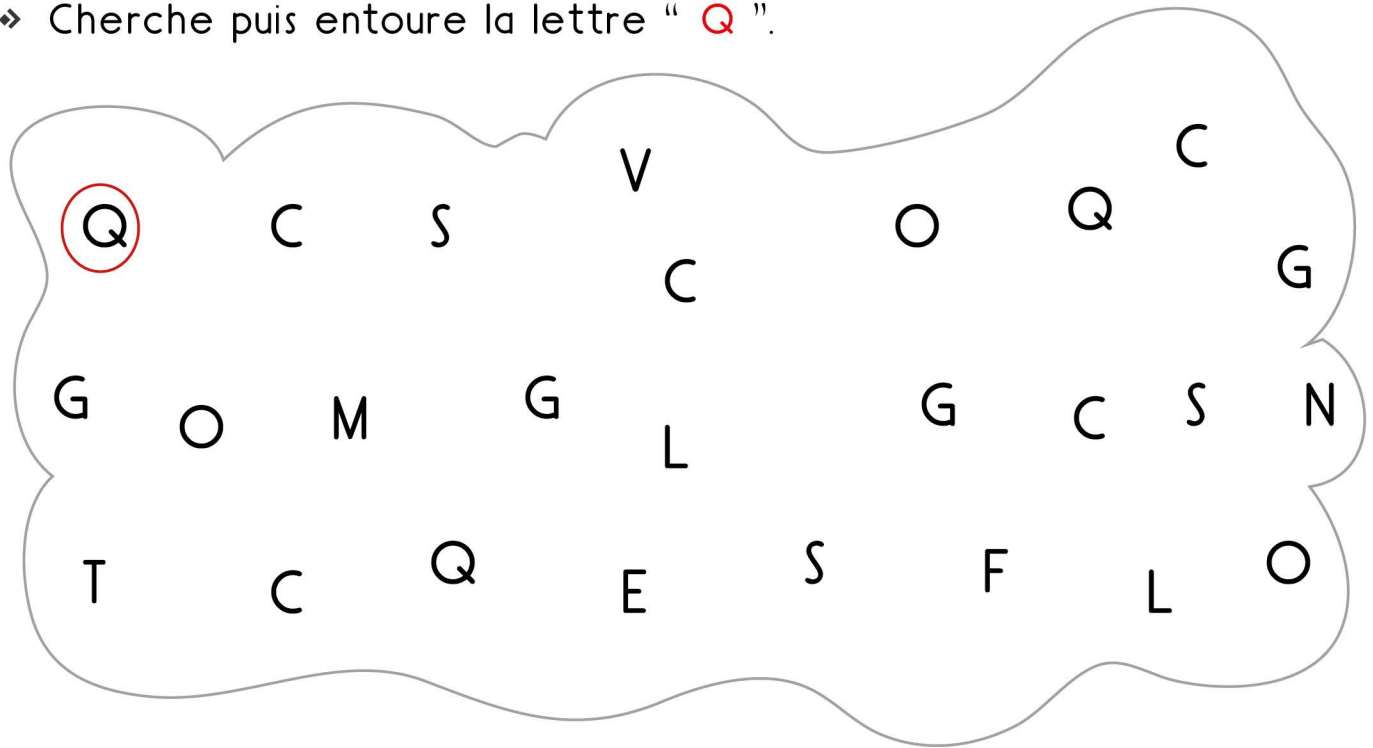 Cherche puis entoure la lettre “ Q ”.
V C
Q C S O Q
C G
G O M G L G C S N
T C Q E S F L O